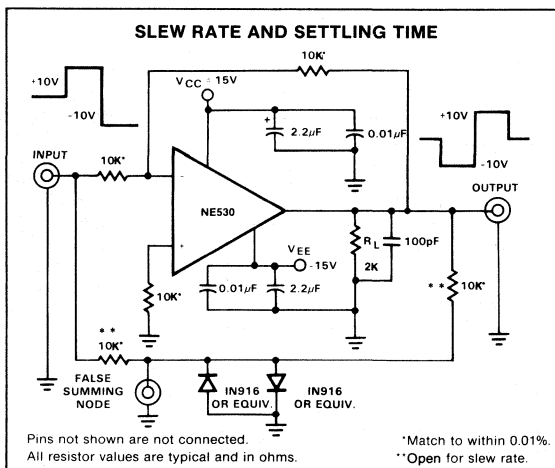 SLEW RATE AND SETTLING TIME
10K*
VCC = 15V
+10V
-10V
+
2.2µF
0.01µF
+10V
-10V
INPUT
10K*
-
NE530
+
OUTPUT
RL
2K
100pF
VEE
-15V
0.01µF
2.2µF
10K*
**
10K*
**
10K*
FALSE
SUMMING
NODE
IN916
OR EQUIV.
IN916
OR EQUIV.
Pins not shown are not connected.
All resistor values are typical and in ohms.
*Match to within 0.01%.
**Open for slew rate.